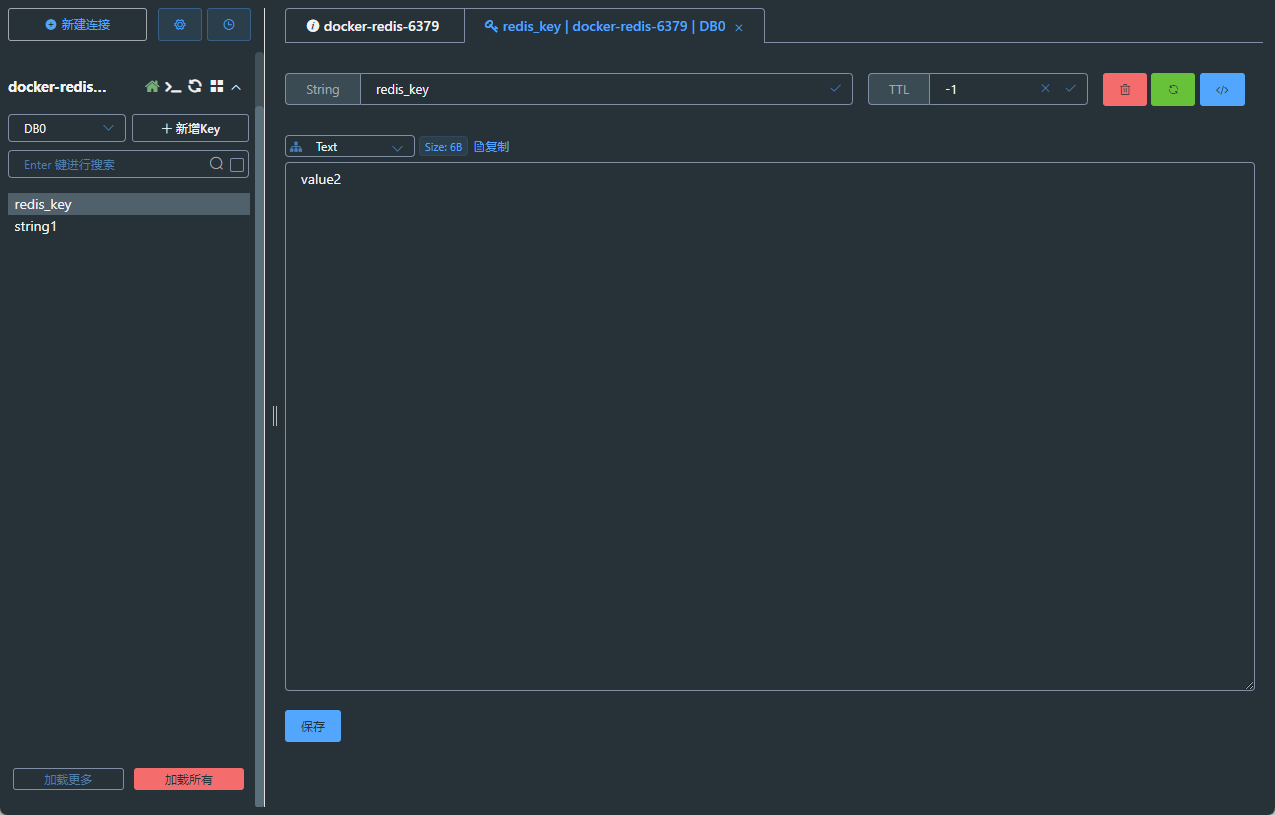 新建连接
docker-redis-6379
redis_key | docker-redis-6379 | DB0
docker-redis...
DB0
新增Key
Enter 键进行搜索
redis_key
string1
加载更多
加载所有
String
redis_key
TTL
-1
Text
Size: 6B
复制
value2
保存